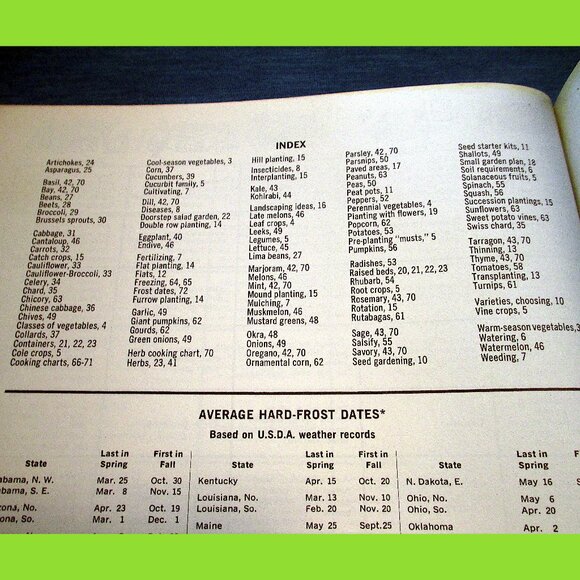 INDEX
Artichokes, 24
Asparagus, 25
Basil, 42, 70
Bay, 42, 70
Beans, 27
Beets, 28
Broccoli, 29
Brussels sprouts, 30
Cabbage, 31
Cantaloup, 46
Carrots, 32
Catch crops, 15
Cauliflower, 33
Cauliflower-Broccoli, 33
Celery, 34
Chard, 35
Chicory, 63
Chinese cabbage, 36
Chives, 49
Classes of vegetables, 4
Collards, 37
Containers, 21, 22, 23
Cole crops, 5
Cooking charts, 66-71
Cool-season vegetables, 3
Corn, 37
Cucumbers, 39
Cucurbit family, 5
Cultivating, 7
Dill, 42, 70
Diseases, 8
Doorstep salad garden, 22
Double row planting, 14
Eggplant, 40
Endive, 46
Fertilizing, 7
Flat planting, 14
Flats, 12
Freezing, 64, 65
Frost dates, 72
Furrow planting, 14
Garlic, 49
Giant pumpkins, 62
Gourds, 62
Green onions, 49
Herb cooking chart, 70
Herbs, 23, 41
Hill planting, 15
Insecticides, 8
Interplanting, 15
Kale, 43
Kohlrabi, 44
Landscaping ideas, 16
Late melons, 46
Leaf crops, 4
Leeks, 49
Legumes, 5
Lettuce, 45
Lima beans, 27
Marjoram, 42, 70
Melons, 46
Mint, 42, 70
Mound planting, 15
Mulching, 7
Muskmelon, 46
Mustard greens, 48
Okra, 48
Onions, 49
Oregano, 42, 70
Ornamental corn, 62
Parsley, 42, 70
Parsnips, 50
Paved areas, 17
Peanuts, 63
Peas, 50
Peat pots, 11
Peppers, 52
Perennial vegetables, 4
Planting with flowers, 19
Popcorn, 62
Potatoes, 53
Pre-planting "musts," 5
Pumpkins, 56
Radishes, 53
Raised beds, 20, 21, 22, 23
Rhubarb, 54
Root crops, 5
Rosemary, 43, 70
Rotation, 15
Rutabagas, 61
Sage, 43, 70
Salsify, 55
Savory, 43, 70
Seed gardening, 10
Seed starter kits, 11
Shallots, 49
Small garden plan, 18
Soil requirements, 6
Solanaceous fruits, 5
Spinach, 55
Squash, 56
Succession plantings, 15
Sunflowers, 63
Sweet potato vines, 63
Swiss chard, 35
Tarragon, 43, 70
Thinning, 13
Thyme, 43, 70
Tomatoes, 58
Transplanting, 13
Turnips, 61
Varieties, choosing, 10
Vine crops, 5
Warm-season vegetables, 3
Watering, 6
Watermelon, 46
Weeding, 7
AVERAGE HARD-FROST DATES*
Based on U.S.D.A. weather records
State Last in Spring First in Fall State Last in Spring First in Fall State Last in Spring
abama, N. W. Mar. 25 Oct. 30 Kentucky Apr. 15 Oct. 20 N. Dakota, E. May 16
abama, S. E. Mar. 8 Nov. 15 Louisiana, No. Mar. 13 Nov. 10 Ohio, No. May 6
zona, No. Apr. 23 Oct. 19 Louisiana, So. Feb. 20 Nov. 20 Ohio, So. Apr. 20
ona, So. Mar. 1 Dec. 1 Maine May 25 Sept. 25 Oklahoma Apr. 2